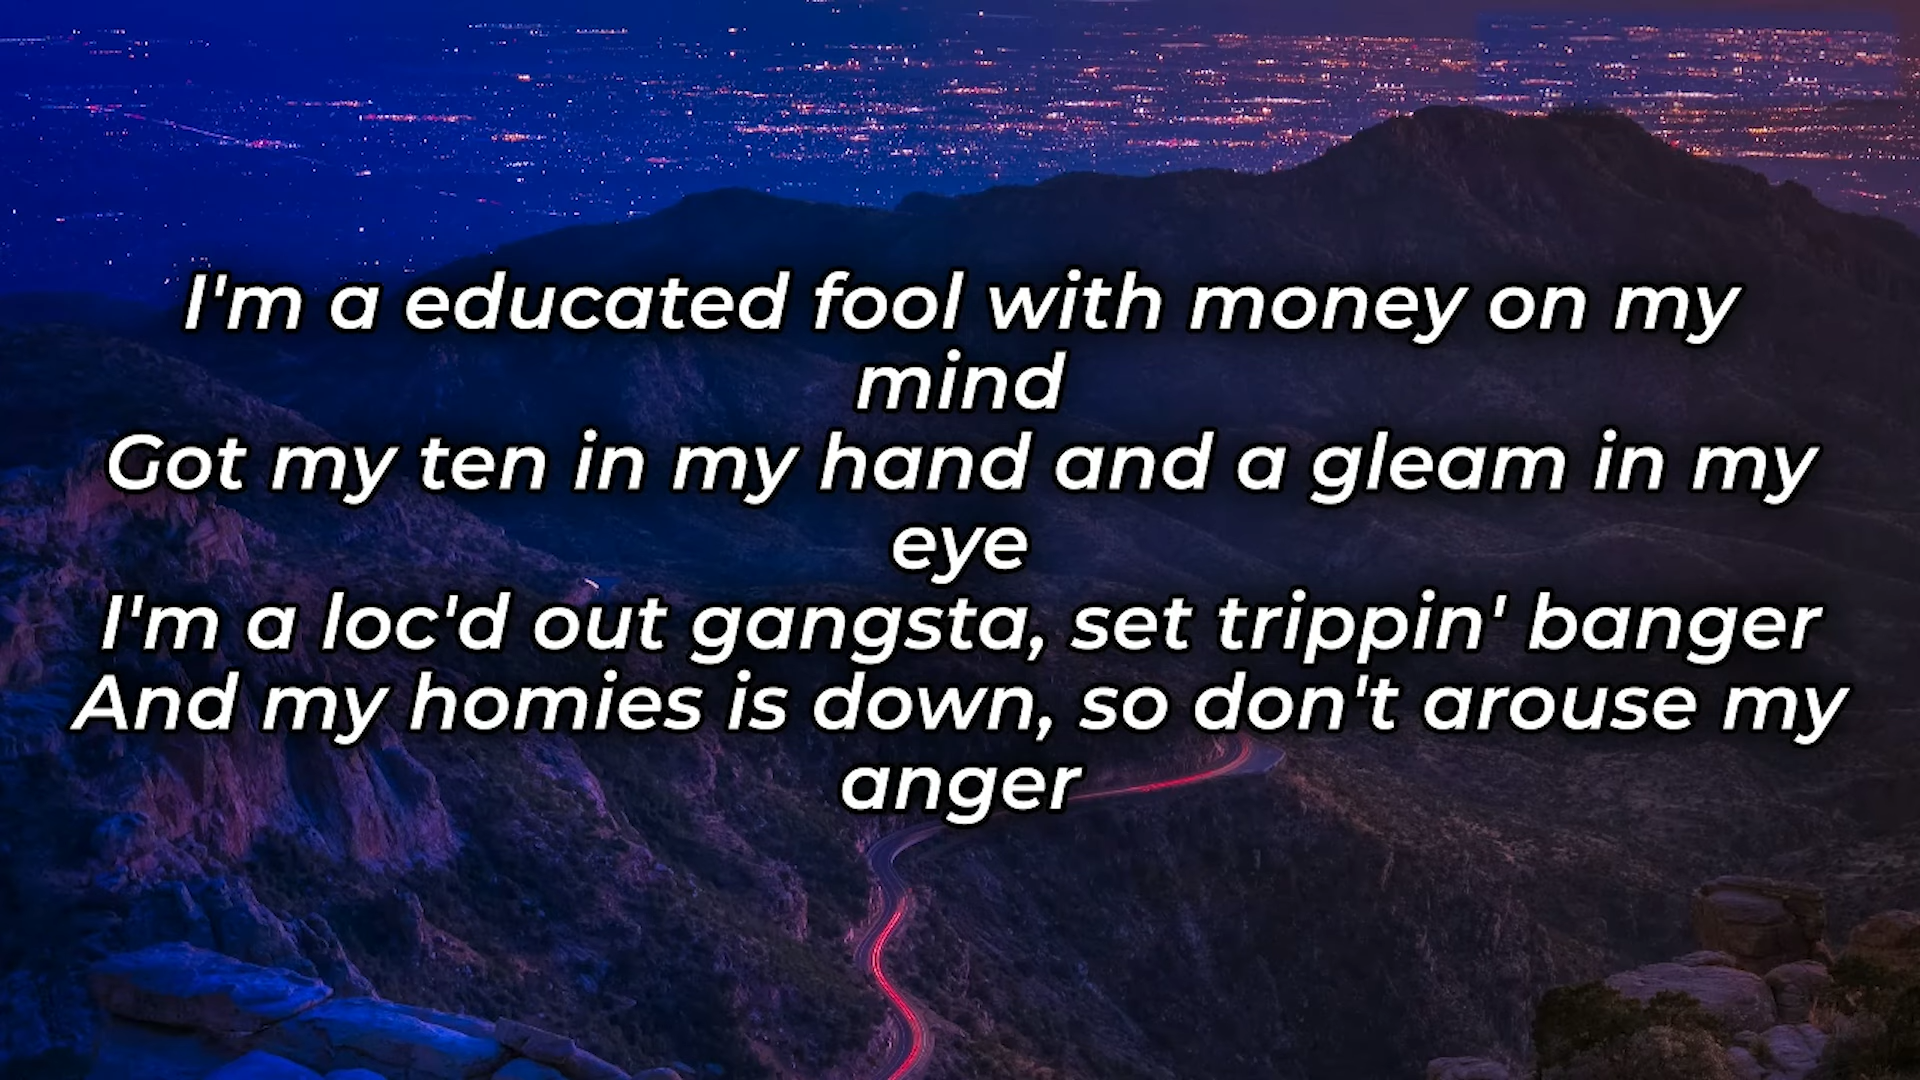 I'm a educated fool with money on my
mind
Got my ten in my hand and a gleam in my
eye
I'm a loc'd out gangsta, set trippin' banger
And my homies is down, so don't arouse my
anger